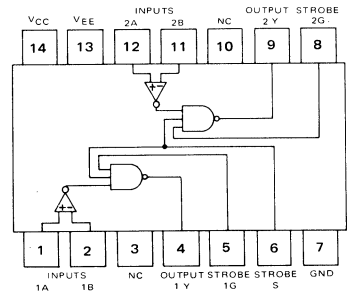 VCC VEE INPUTS NC OUTPUT STROBE
2A 2B 2Y 2G
14 13 12 11 10 9 8
+ -
+ -
1 2 3 4 5 6 7
INPUTS NC OUTPUT STROBE STROBE GND
1A 1B 1Y 1G S